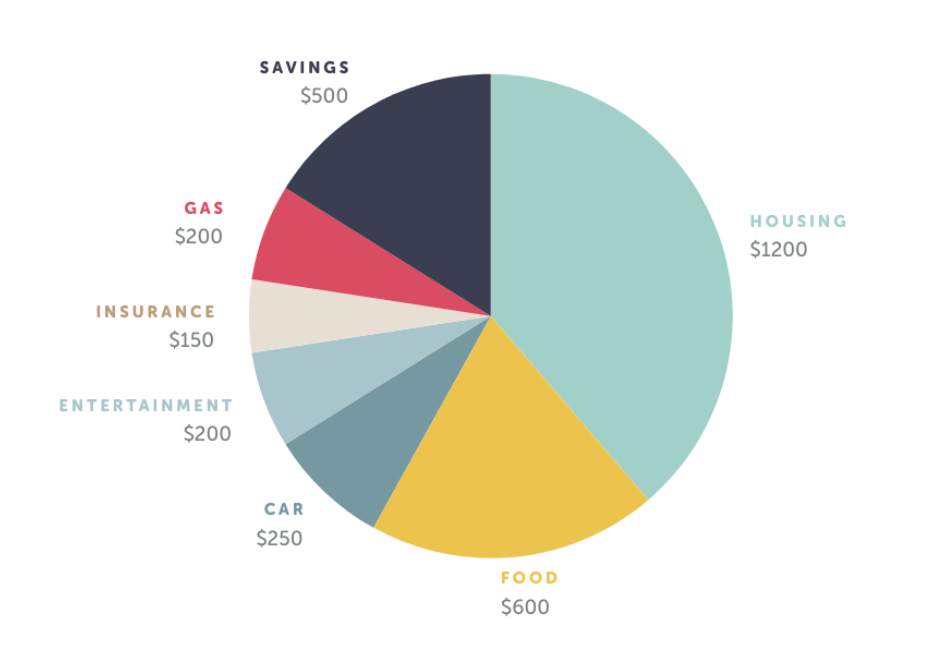 SAVINGS
$500
HOUSING
$1200
GAS
$200
INSURANCE
$150
ENTERTAINMENT
$200
CAR
$250
FOOD
$600